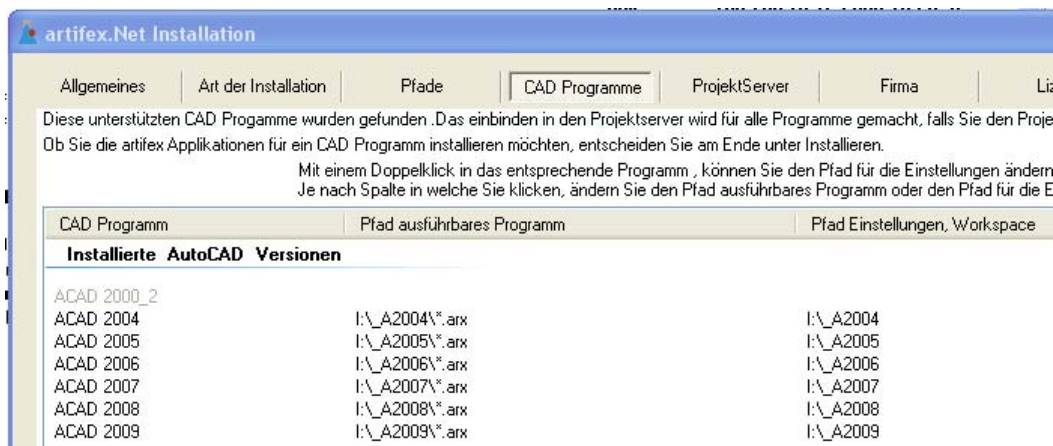 artifex.Net Installation
Allgemeines Art der Installation Pfade CAD Programme ProjektServer Firma
Diese unterstützten CAD Progamme wurden gefunden .Das einbinden in den Projektserver wird für alle Programme gemacht, falls Sie den
Ob Sie die artifex Applikationen für ein CAD Programm installieren möchten, entscheiden Sie am Ende unter Installieren.
Mit einem Doppelklick in das entsprechende Programm , können Sie den Pfad für die Einstellungen ändern
Je nach Spalte in welche Sie klicken, ändern Sie den Pfad ausführbares Programm oder den Pfad für die
CAD Programm Pfad ausführbares Programm Pfad Einstellungen, Workspace
Installierte AutoCAD Versionen
ACAD 2000_2
ACAD 2004 I:\_A2004\*.arx I:\_A2004
ACAD 2005 I:\_A2005\*.arx I:\_A2005
ACAD 2006 I:\_A2006\*.arx I:\_A2006
ACAD 2007 I:\_A2007\*.arx I:\_A2007
ACAD 2008 I:\_A2008\*.arx I:\_A2008
ACAD 2009 I:\_A2009\*.arx I:\_A2009